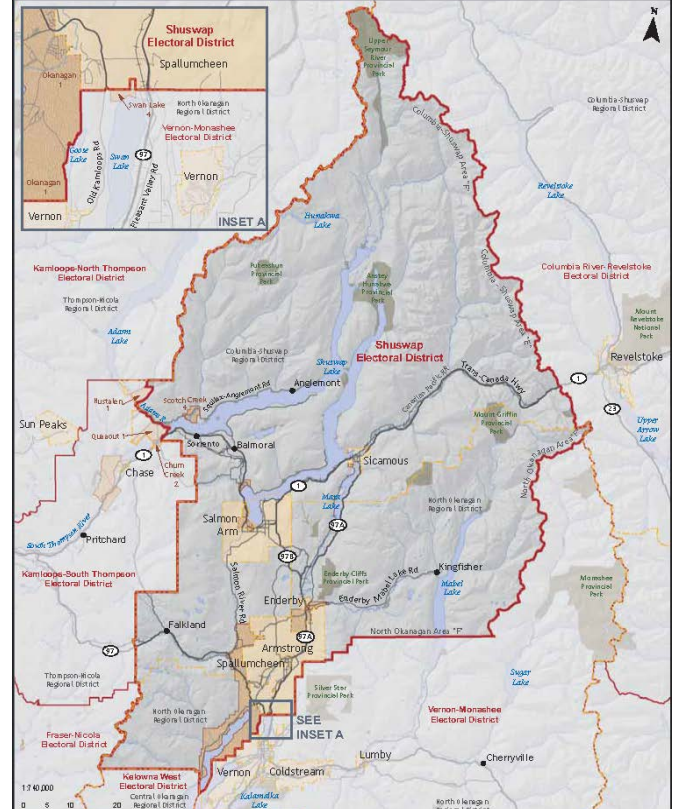 Shuswap
Electoral District
Spallumcheen
Okanagan
1
Swan Lake
4
North Okanagan
Regional District
Vernon-Monashee
Electoral District
Goose
Lake
Old Kamloops Rd
Swan
Lake
97
Pleasant Valley Rd
Vernon
Okanagan
1
Vernon
INSET A
N
Upper
Seymour
River
Provincial
Park
Columbia-Shuswap
Regional District
Columbia-Shuswap Area "F"
Revelstoke
Lake
Hunakwa
Lake
Kamloops-North Thompson
Electoral District
Pukeashun
Provincial
Park
Anstey
Hunakwa
Provincial
Park
Columbia-Shuswap Area "E"
Columbia River-Revelstoke
Electoral District
Thompson-Nicola
Regional District
Adams
Lake
Mount
Revelstoke
National
Park
Shuswap
Electoral District
Columbia-Shuswap
Regional District
Shuswap
Lake
Revelstoke
Squilax-Anglemont Rd
Anglemont
Canadian Pacific Rlwy
Trans-Canada Hwy
1
23
Hustalen
1
Scotch Creek
4
Adams R
Sun Peaks
Quaaout 1
Sorrento
Balmoral
Mount Griffin
Provincial
Park
Upper
Arrow
Lake
Chum
Creek
2
1
Chase
Sicamous
North Okanagan Area "F"
1
Mara
Lake
North Okanagan
Regional District
South Thompson River
Pritchard
Salmon
Arm
97A
97B
Salmon River Rd
Kamloops-South Thompson
Electoral District
Enderby Cliffs
Provincial Park
Kingfisher
Mabel
Lake
Monashee
Provincial
Park
Enderby
Enderby Mabel Lake Rd
Falkland
97
97A
North Okanagan Area "F"
Armstrong
Spallumcheen
Thompson-Nicola
Regional District
Sugar
Lake
Silver Star
Provincial
Park
North Okanagan
Regional District
Vernon-Monashee
Electoral District
SEE
INSET A
Fraser-Nicola
Electoral District
Lumby
Cherryville
Kelowna West
Electoral District
Vernon
Coldstream
Central Okanagan
Regional District
Kalamalka
Lake
North Okanagan
1:740,000
0 5 10 20